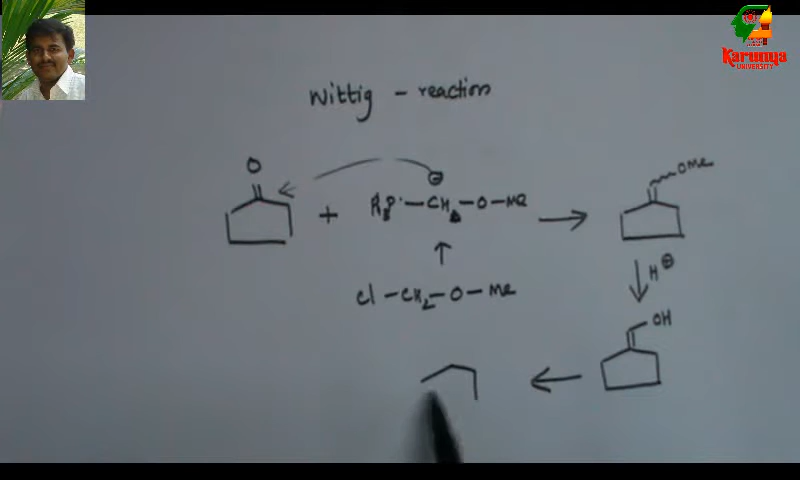 Karunya
UNIVERSITY
Wittig - reaction
O
+ R3P - CH - O - Me
OMe
Cl - CH2 - O - Me
H⊕
OH